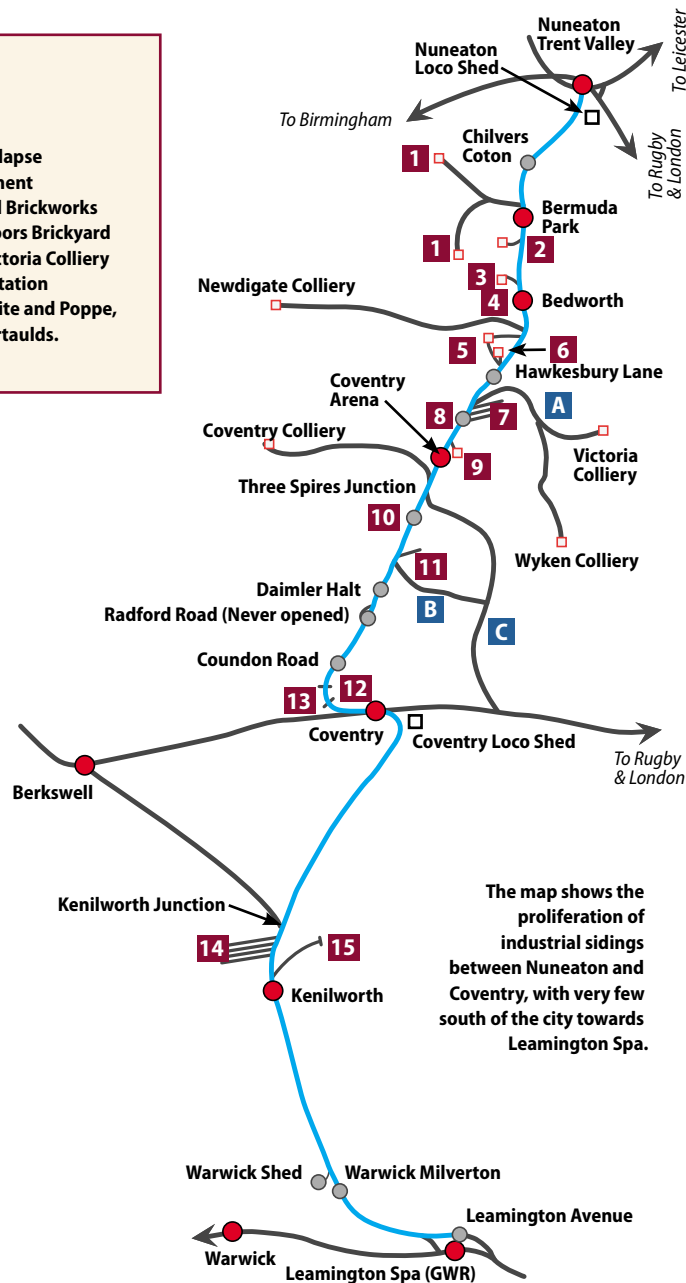 Nuneaton
Trent Valley
Nuneaton
Loco Shed
To Leicester
To Birmingham
To Rugby
& London
Chilvers
Coton
1
Bermuda
Park
1
2
3
Newdigate Colliery
4
Bedworth
5
6
Hawkesbury Lane
Coventry
Arena
A
8
7
Coventry Colliery
9
Victoria
Colliery
Three Spires Junction
10
Wyken Colliery
11
Daimler Halt
B
Radford Road (Never opened)
C
Coundon Road
12
13
Coventry
Coventry Loco Shed
To Rugby
& London
Berkswell
Kenilworth Junction
14
15
Kenilworth
The map shows the
proliferation of
industrial sidings
between Nuneaton and
Coventry, with very few
south of the city towards
Leamington Spa.
Warwick Shed
Warwick Milverton
Leamington Avenue
Warwick
Leamington Spa (GWR)
lapse
ment
Brickworks
oors Brickyard
ctoria Colliery
tation
ite and Poppe,
rtaulds.